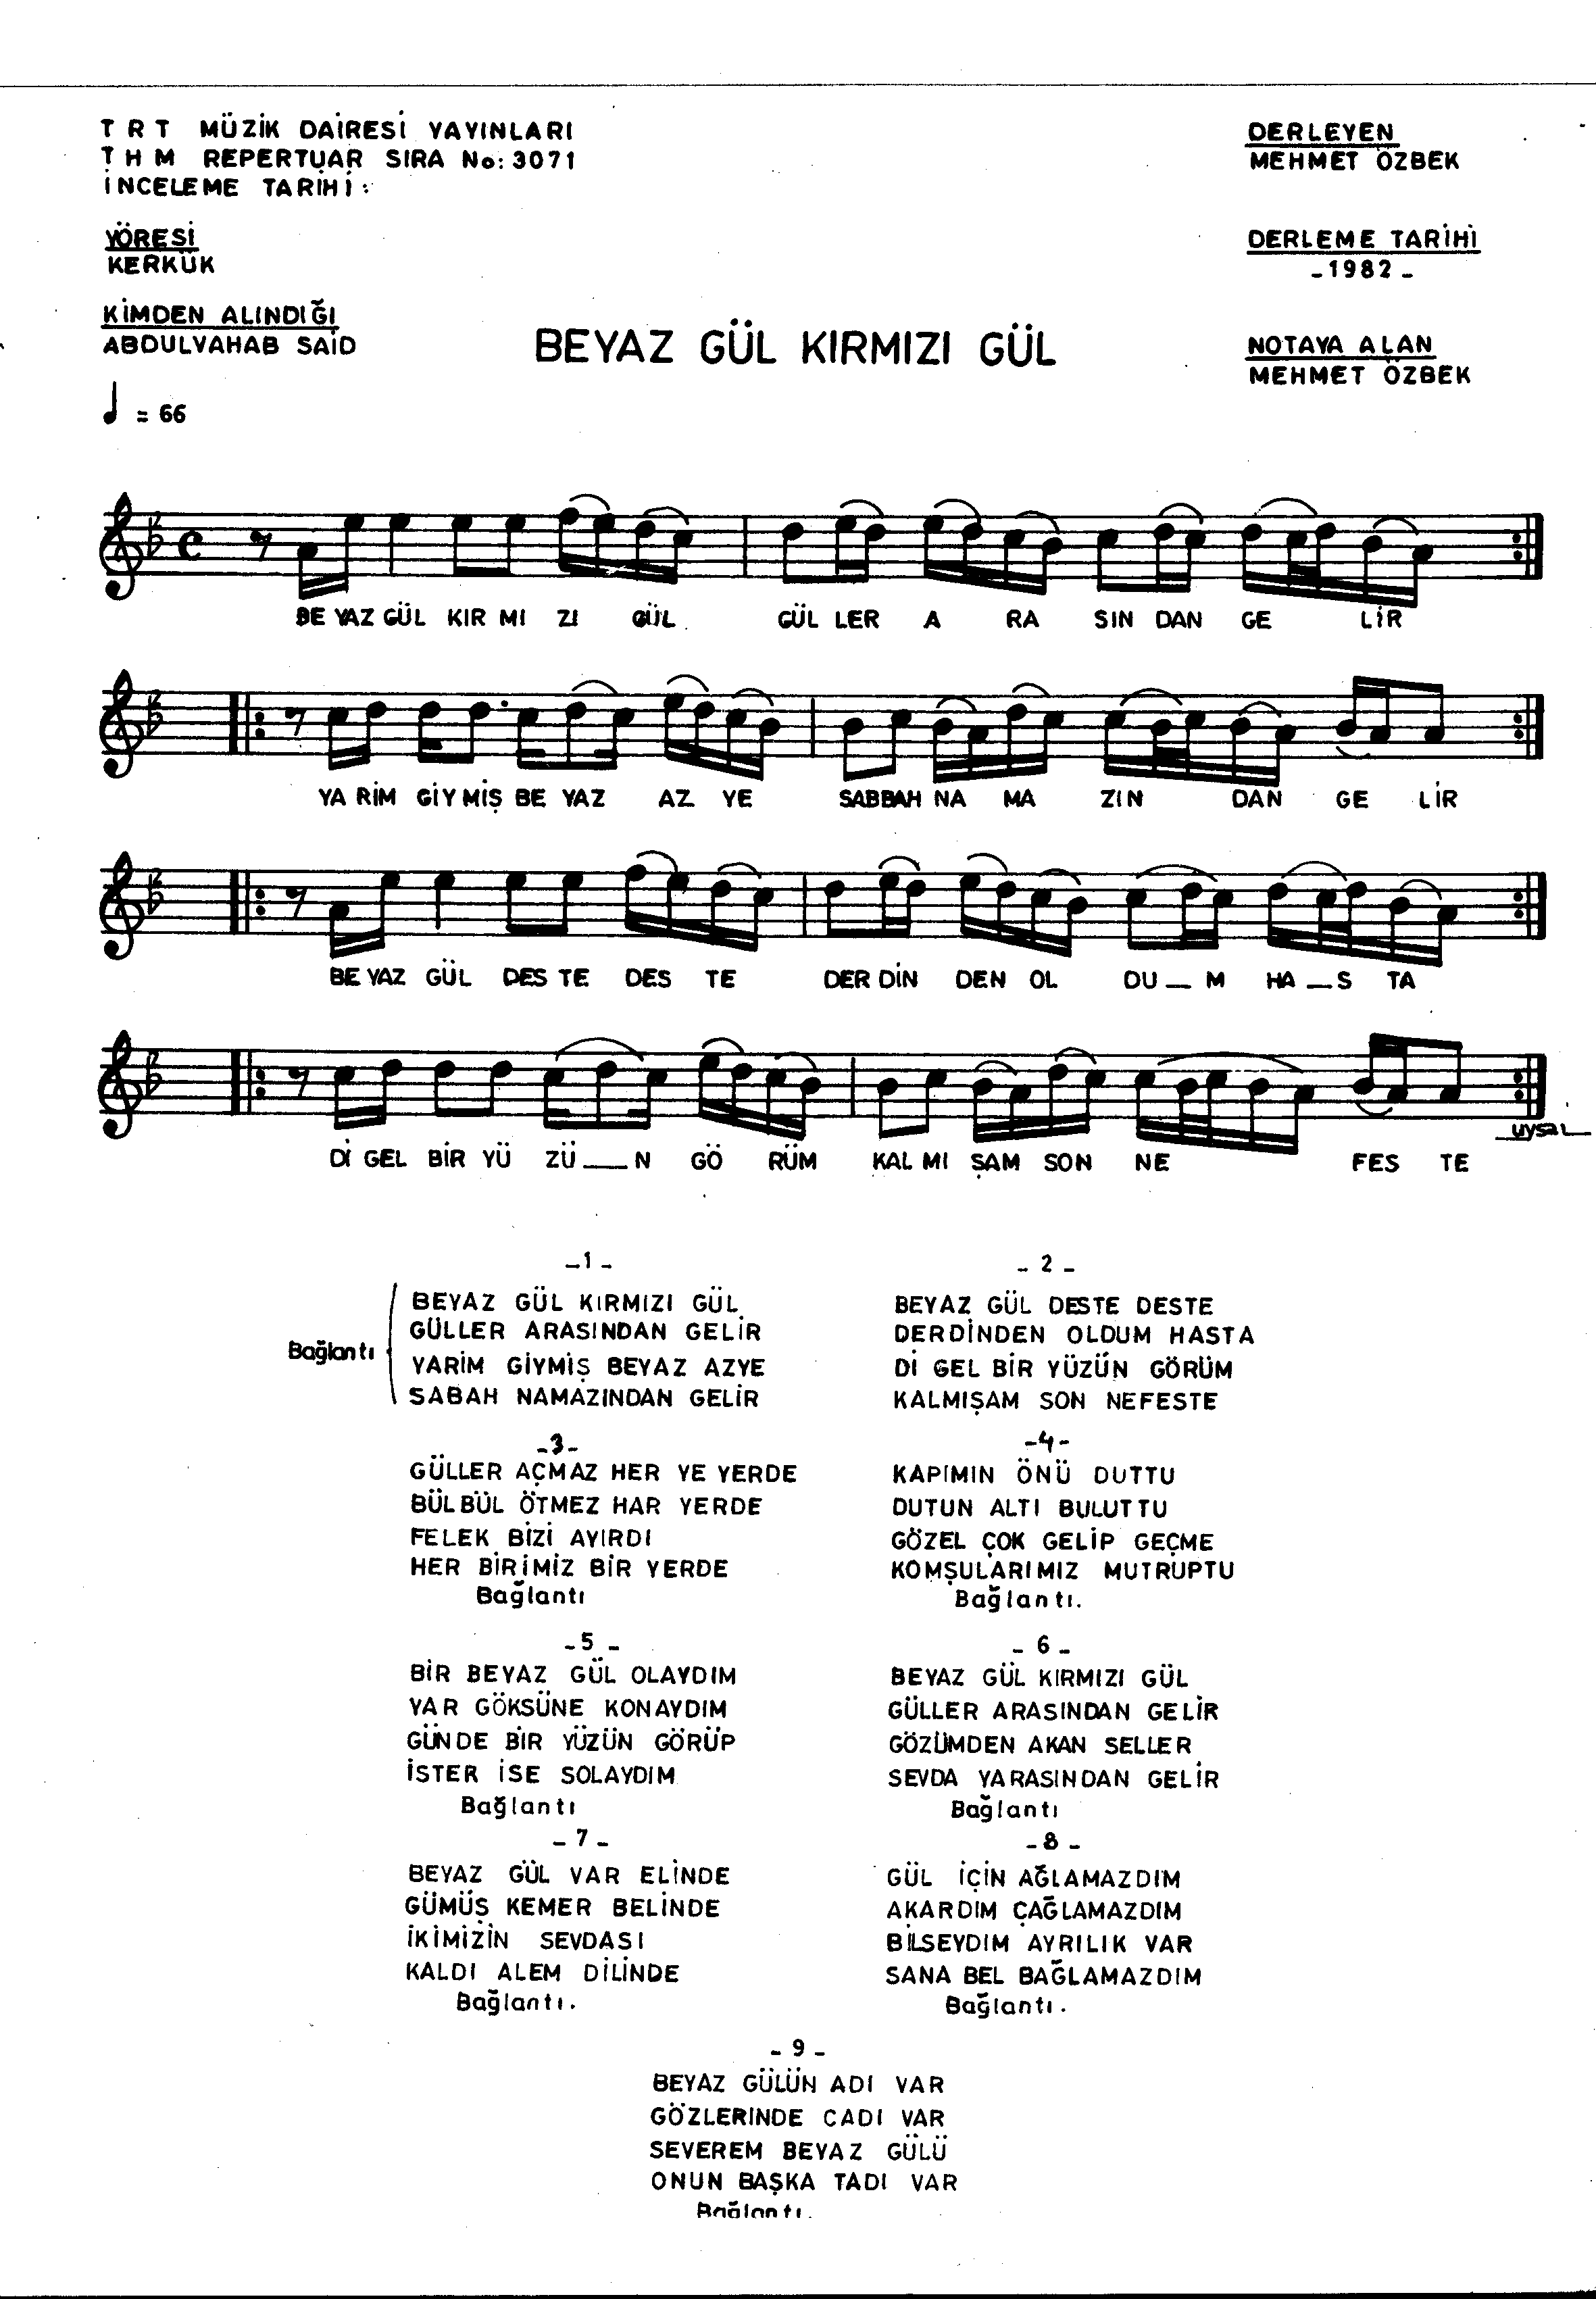 TRT MÜZİK DAİRESİ YAYINLARI
THM REPERTUAR SIRA No: 3071
İNCELEME TARİHİ :
DERLEYEN
MEHMET ÖZBEK
YÖRESİ
KERKÜK
DERLEME TARİHİ
-1982-
KİMDEN ALINDIĞI
ABDULVAHAB SAİD
BEYAZ GÜL KIRMIZI GÜL
NOTAYA ALAN
MEHMET ÖZBEK
= 66
BE YAZ GÜL KIR MI ZI GÜL GÜL LER A RA SIN DAN GE LİR
YA RİM GİY MİŞ BE YAZ AZ YE SABBAH NA MA ZIN DAN GE LİR
BE YAZ GÜL DES TE DES TE DER DİN DEN OL DU__M HA__S TA
Dİ GEL BİR YÜ ZÜ___N GÖ RÜM KAL MI ŞAM SON NE FES TE
uysal
-1-
BEYAZ GÜL KIRMIZI GÜL
GÜLLER ARASINDAN GELİR
Bağlantı
YARİM GİYMİŞ BEYAZ AZYE
SABAH NAMAZINDAN GELİR
-2-
BEYAZ GÜL DESTE DESTE
DERDİNDEN OLDUM HASTA
Dİ GEL BİR YÜZÜN GÖRÜM
KALMIŞAM SON NEFESTE
-3-
GÜLLER AÇMAZ HER YE YERDE
BÜLBÜL ÖTMEZ HAR YERDE
FELEK BİZİ AYIRDI
HER BİRİMİZ BİR YERDE
Bağlantı
-4-
KAPIMIN ÖNÜ DUTTU
DUTUN ALTI BULUTTU
GÖZEL ÇOK GELİP GEÇME
KOMŞULARIMIZ MUTRUPTU
Bağlantı.
-5-
BİR BEYAZ GÜL OLAYDIM
YAR GÖKSÜNE KONAYDIM
GÜNDE BİR YÜZÜN GÖRÜP
İSTER İSE SOLAYDIM
Bağlantı
-6-
BEYAZ GÜL KIRMIZI GÜL
GÜLLER ARASINDAN GELİR
GÖZÜMDEN AKAN SELLER
SEVDA YARASINDAN GELİR
Bağlantı
-7-
BEYAZ GÜL VAR ELİNDE
GÜMÜŞ KEMER BELİNDE
İKİMİZİN SEVDASI
KALDI ALEM DİLİNDE
Bağlantı.
-8-
GÜL İÇİN AĞLAMAZDIM
AKARDIM ÇAĞLAMAZDIM
BİLSEYDİM AYRILIK VAR
SANA BEL BAĞLAMAZDIM
Bağlantı.
-9-
BEYAZ GÜLÜN ADI VAR
GÖZLERINDE CADI VAR
SEVEREM BEYAZ GÜLÜ
ONUN BAŞKA TADI VAR
Bağlantı.